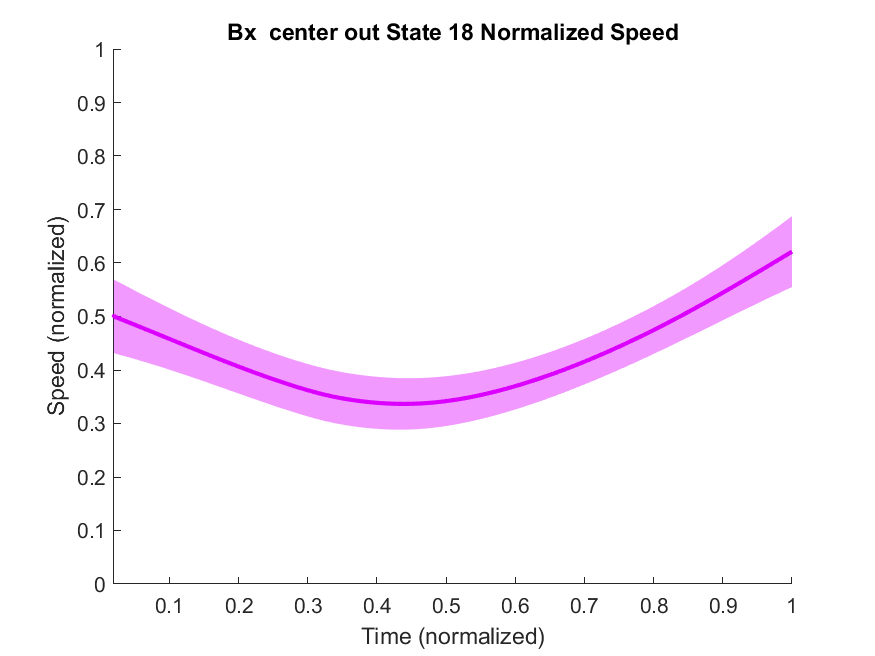 Bx  center out State 18 Normalized Speed
1
0.9
0.8
0.7
0.6
0.5
0.4
0.3
0.2
0.1
0
Speed (normalized)
0.1 0.2 0.3 0.4 0.5 0.6 0.7 0.8 0.9 1
Time (normalized)